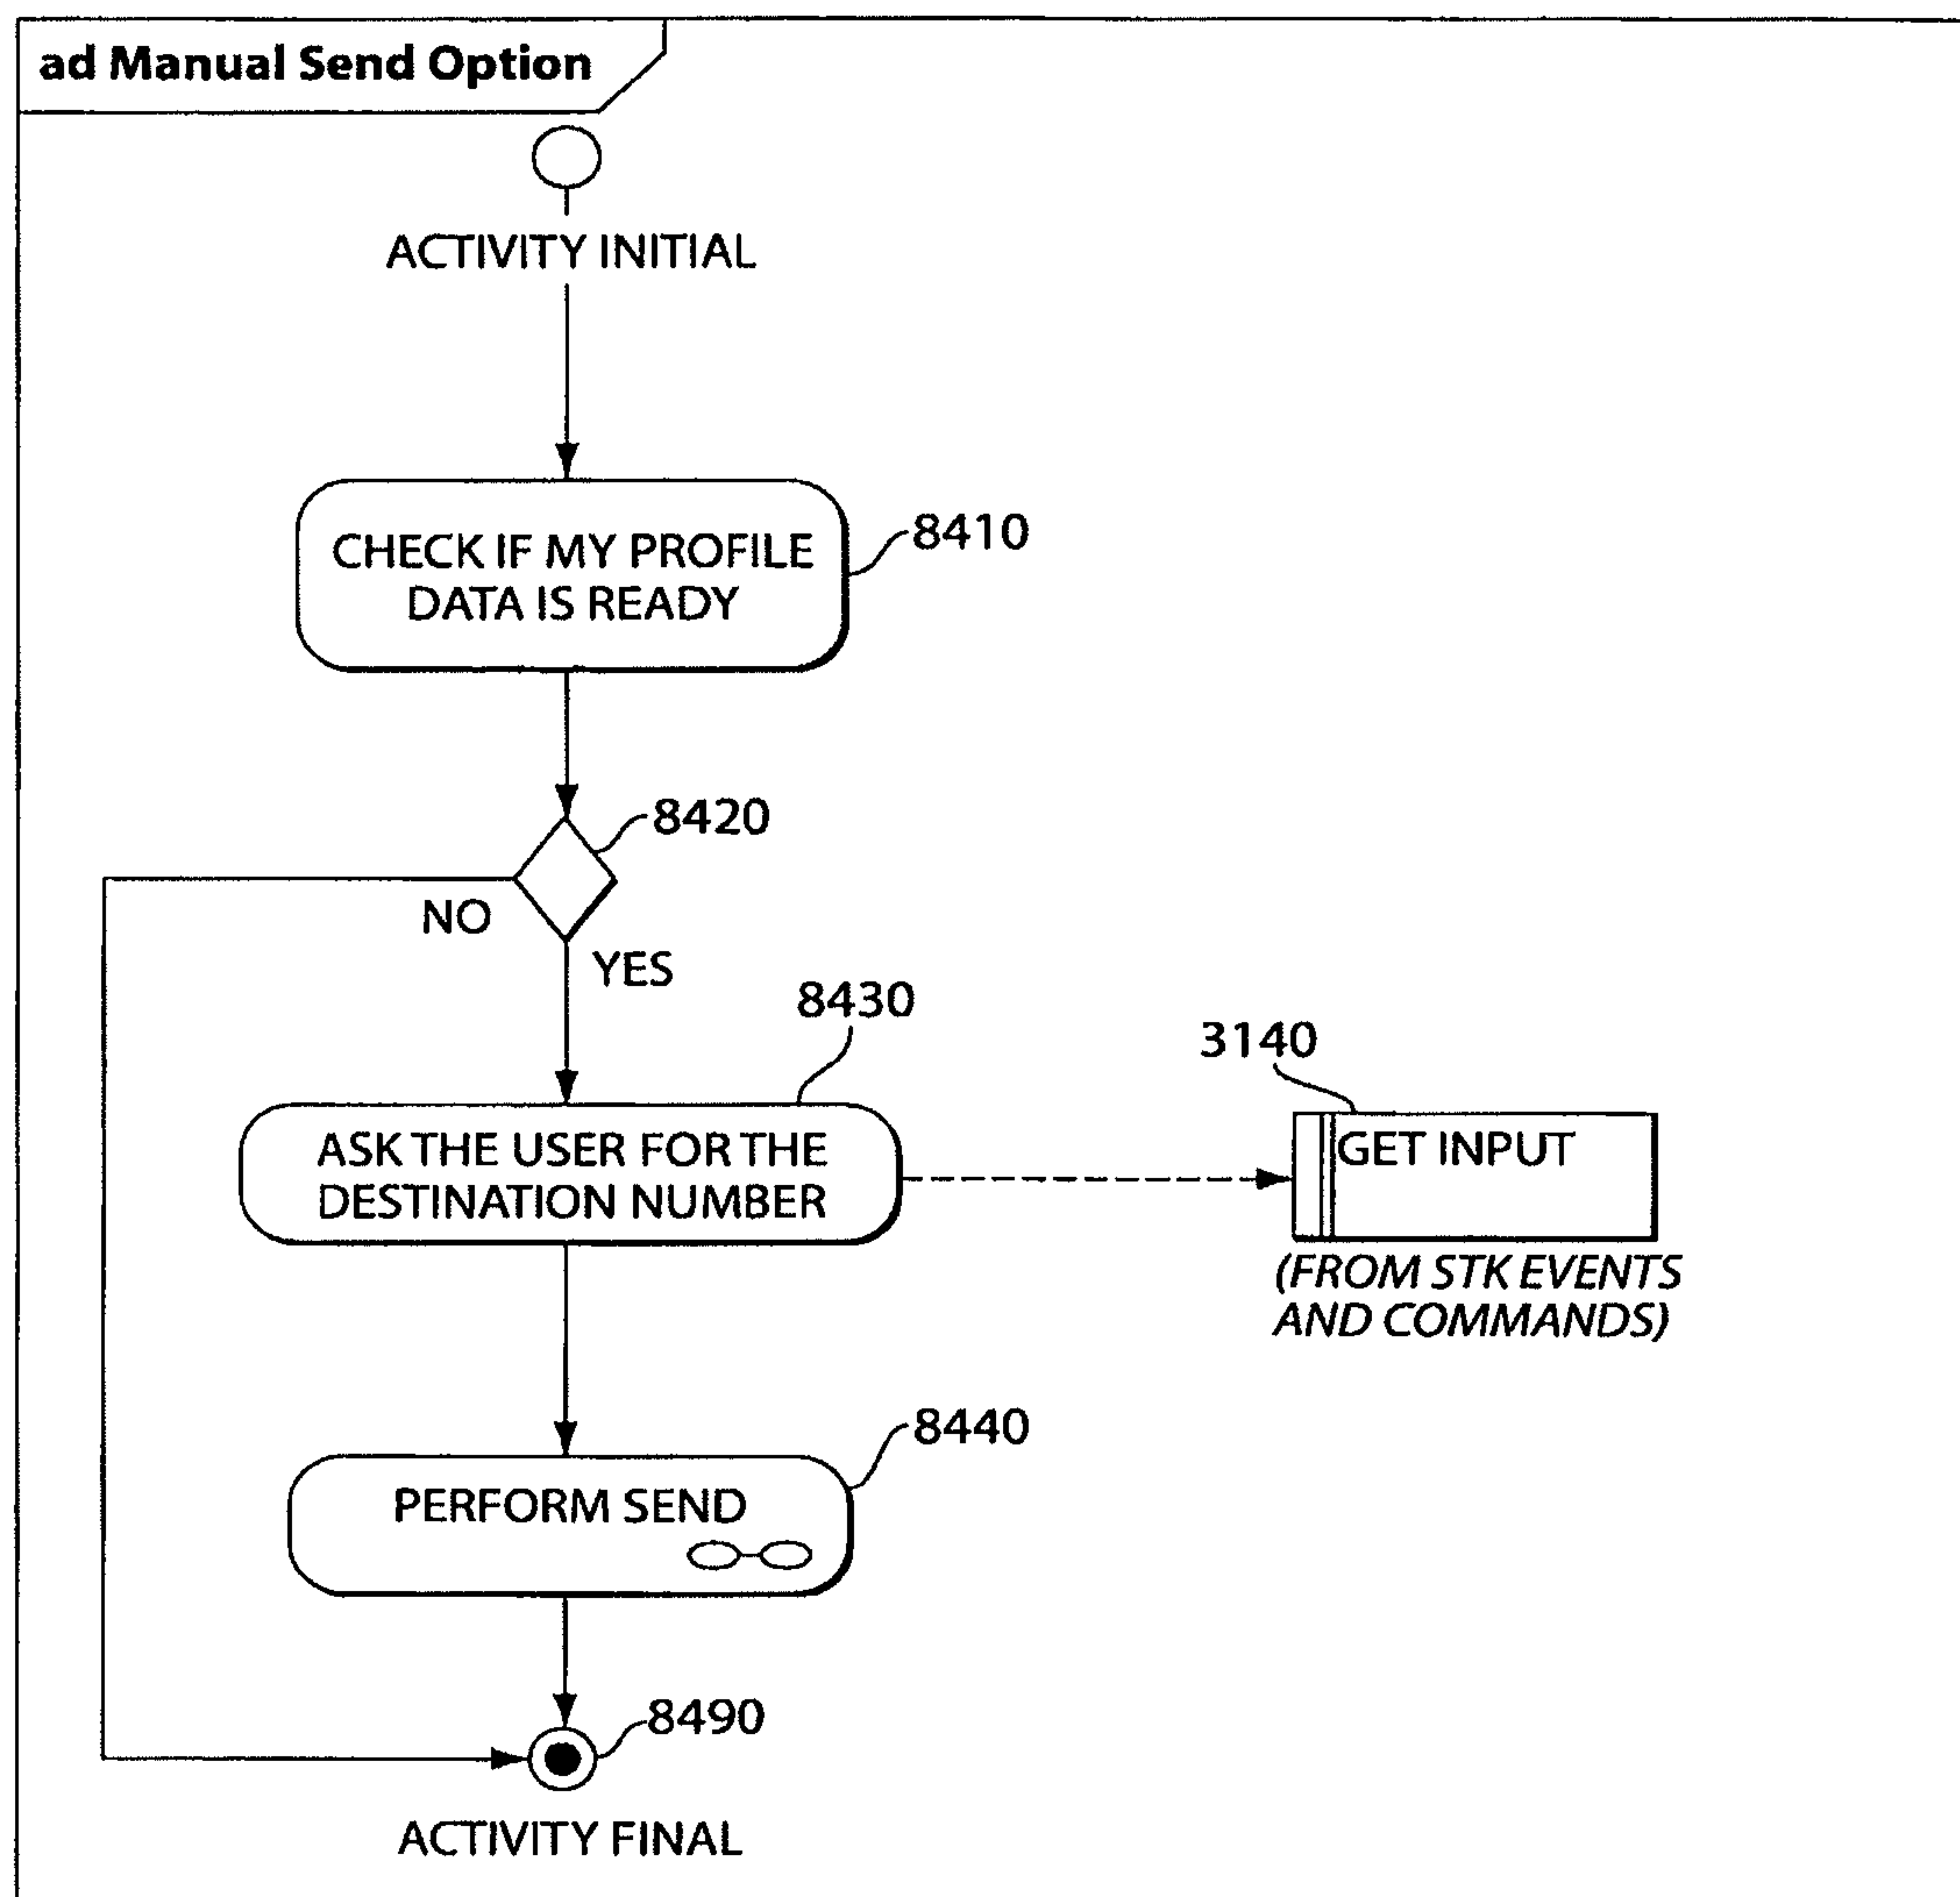 ad Manual Send Option
ACTIVITY INITIAL
CHECK IF MY PROFILE
DATA IS READY
8410
8420
NO
YES
8430
ASK THE USER FOR THE
DESTINATION NUMBER
3140
GET INPUT
(FROM STK EVENTS
AND COMMANDS)
8440
PERFORM SEND
8490
ACTIVITY FINAL